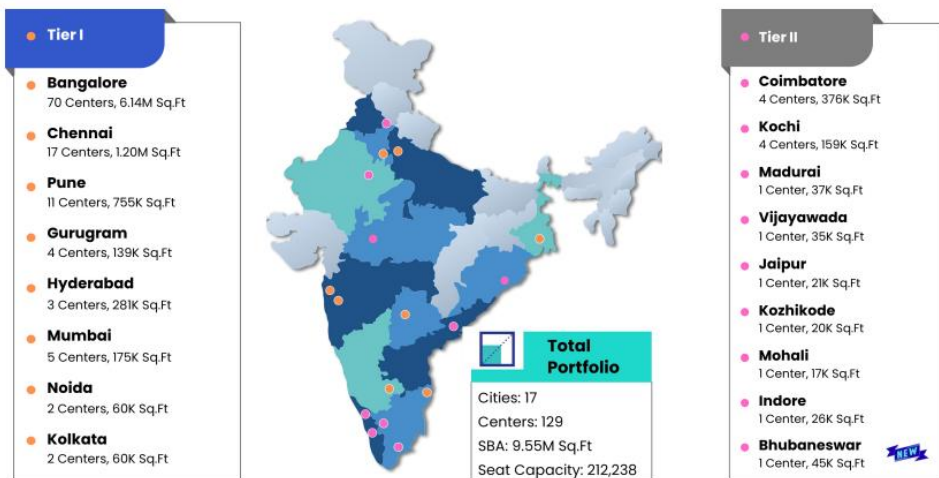 Tier I
Bangalore
70 Centers, 6.14M Sq.Ft
Chennai
17 Centers, 1.20M Sq.Ft
Pune
11 Centers, 755K Sq.Ft
Gurugram
4 Centers, 139K Sq.Ft
Hyderabad
3 Centers, 281K Sq.Ft
Mumbai
5 Centers, 175K Sq.Ft
Noida
2 Centers, 60K Sq.Ft
Kolkata
2 Centers, 60K Sq.Ft
Total
Portfolio
Cities: 17
Centers: 129
SBA: 9.55M Sq.Ft
Seat Capacity: 212,238
Tier II
Coimbatore
4 Centers, 376K Sq.Ft
Kochi
4 Centers, 159K Sq.Ft
Madurai
1 Center, 37K Sq.Ft
Vijayawada
1 Center, 35K Sq.Ft
Jaipur
1 Center, 21K Sq.Ft
Kozhikode
1 Center, 20K Sq.Ft
Mohali
1 Center, 17K Sq.Ft
Indore
1 Center, 26K Sq.Ft
Bhubaneswar
1 Center, 45K Sq.Ft
NEW